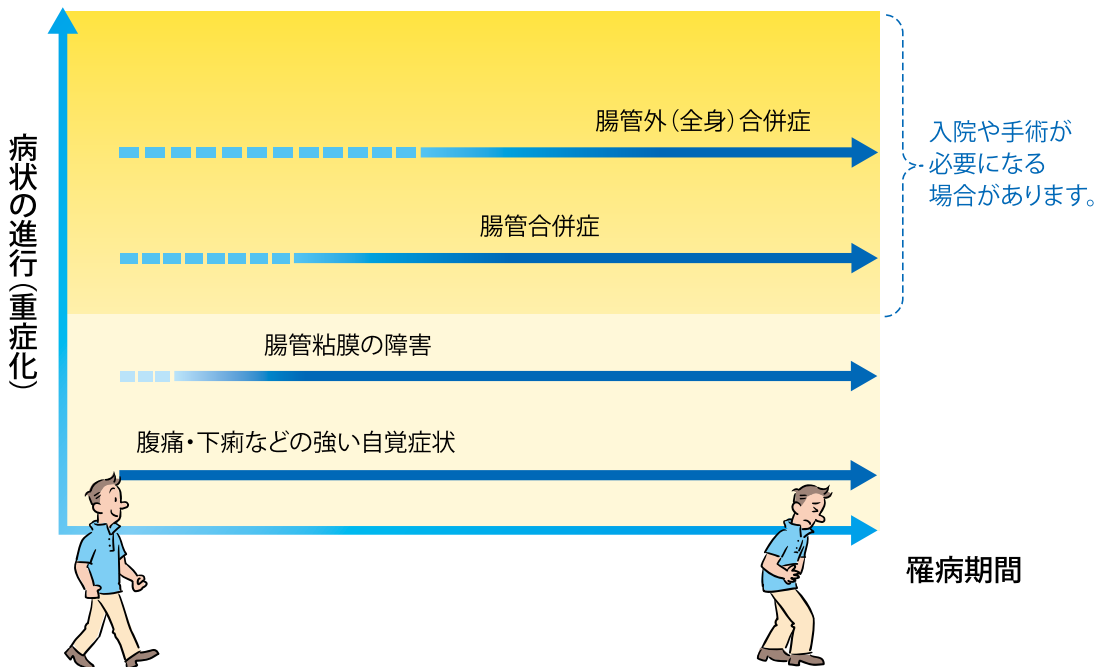 腸管外（全身）合併症
入院や手術が
必要になる
場合があります。
腸管合併症
腸管粘膜の障害
腹痛・下痢などの強い自覚症状
病状の進行（重症化）
罹病期間